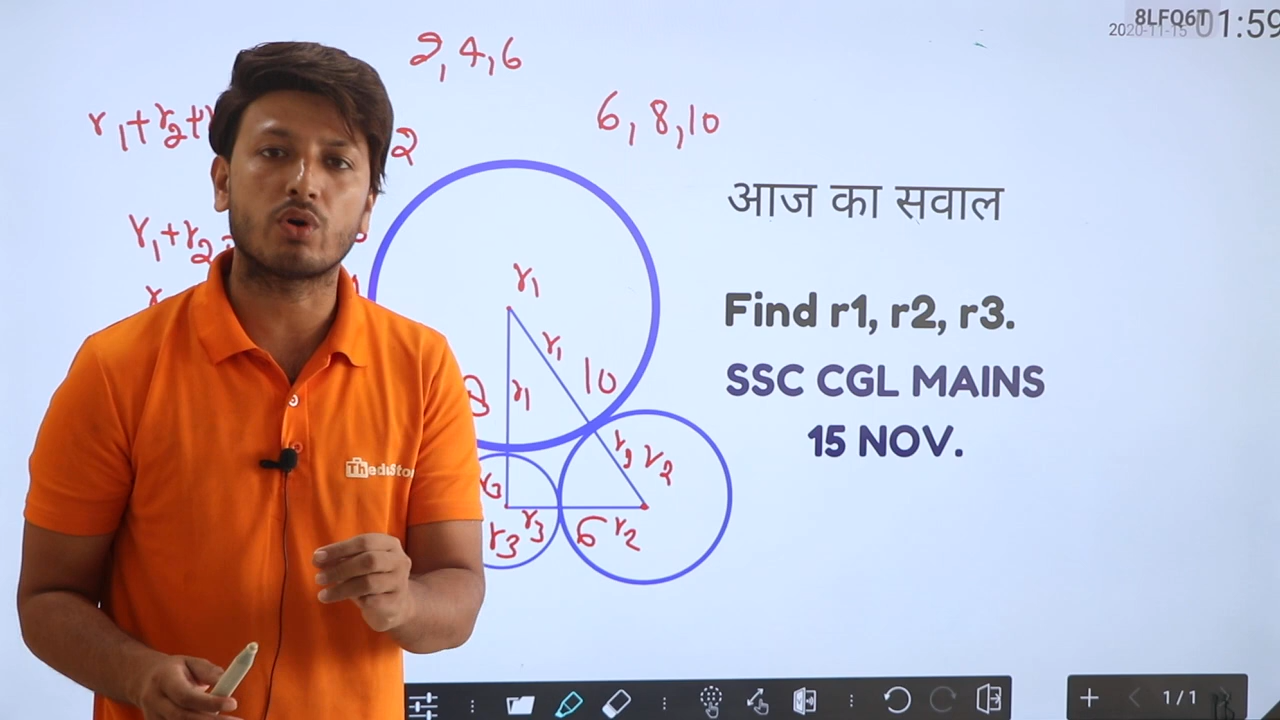 8LFQ6T
2020-11-15 01:59
2, 4, 6
6, 8, 10
r1+r2+
2
r1+r2=
आज का सवाल
Find r1, r2, r3.
SSC CGL MAINS
15 NOV.
r1
r1
10
8
r1
r2
r2
r3
r3
r3
6
r2
TheduSto
1/1